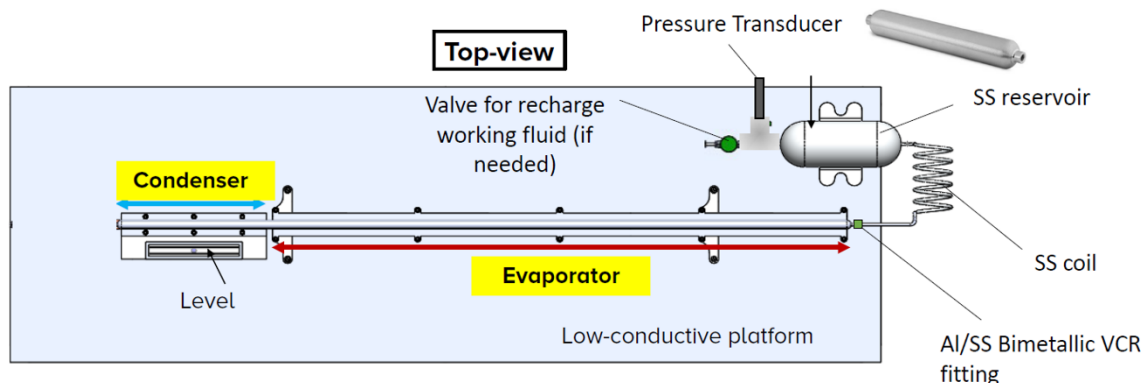 Top-view
Pressure Transducer
Valve for recharge
working fluid (if
needed)
SS reservoir
Condenser
Level
Evaporator
SS coil
Low-conductive platform
Al/SS Bimetallic VCR
fitting